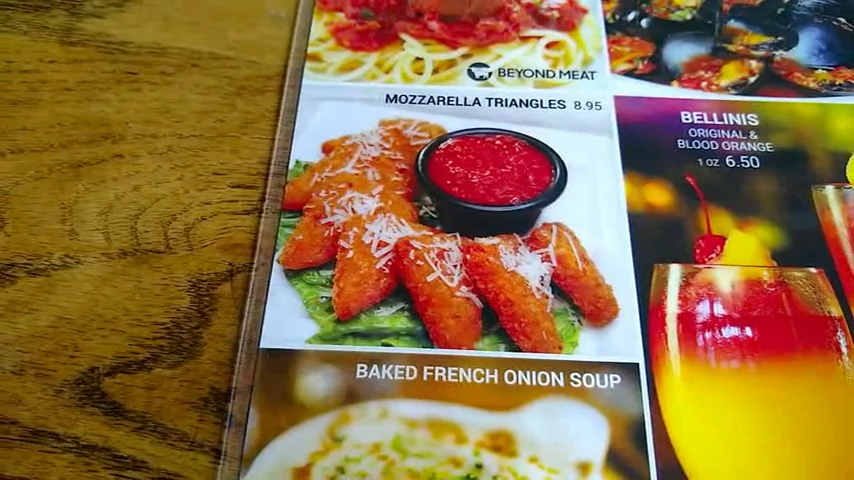 BEYOND MEAT
MOZZARELLA TRIANGLES 8.95
BELLINIS
ORIGINAL &
BLOOD ORANGE
1 OZ 6.50
BAKED FRENCH ONION SOUP